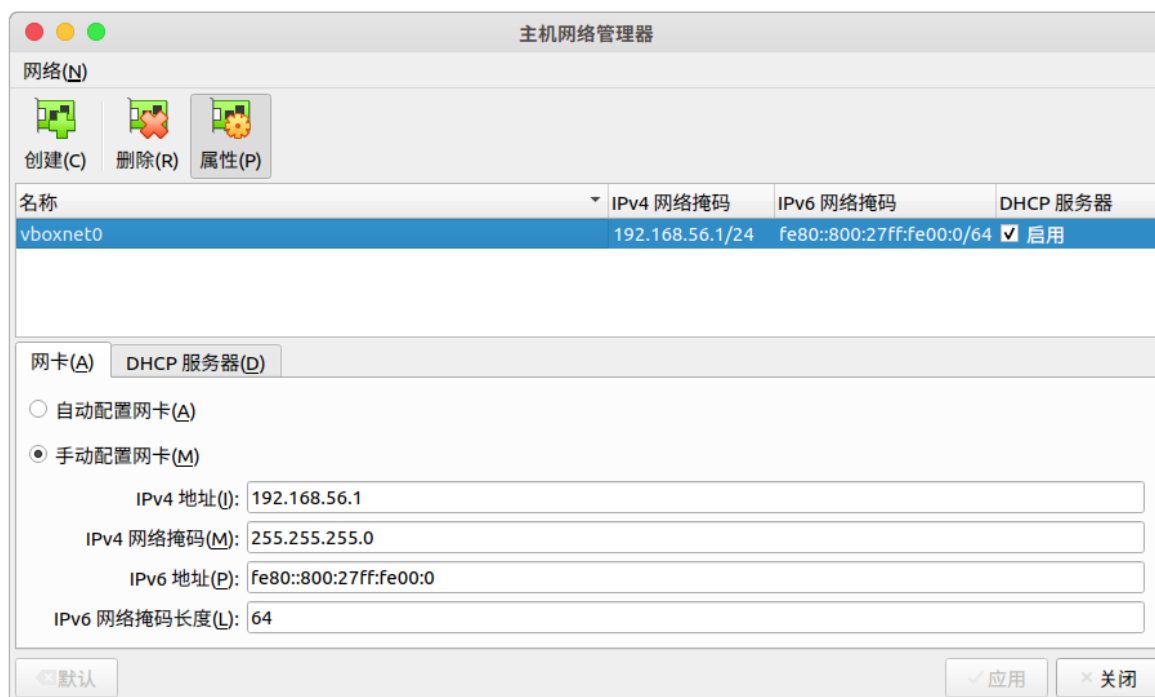 主机网络管理器
网络(N)
创建(C) 删除(R) 属性(P)
名称 IPv4 网络掩码 IPv6 网络掩码 DHCP 服务器
vboxnet0 192.168.56.1/24 fe80::800:27ff:fe00:0/64 启用
网卡(A) DHCP 服务器(D)
自动配置网卡(A)
手动配置网卡(M)
IPv4 地址(I): 192.168.56.1
IPv4 网络掩码(M): 255.255.255.0
IPv6 地址(P): fe80::800:27ff:fe00:0
IPv6 网络掩码长度(L): 64
默认 应用 关闭